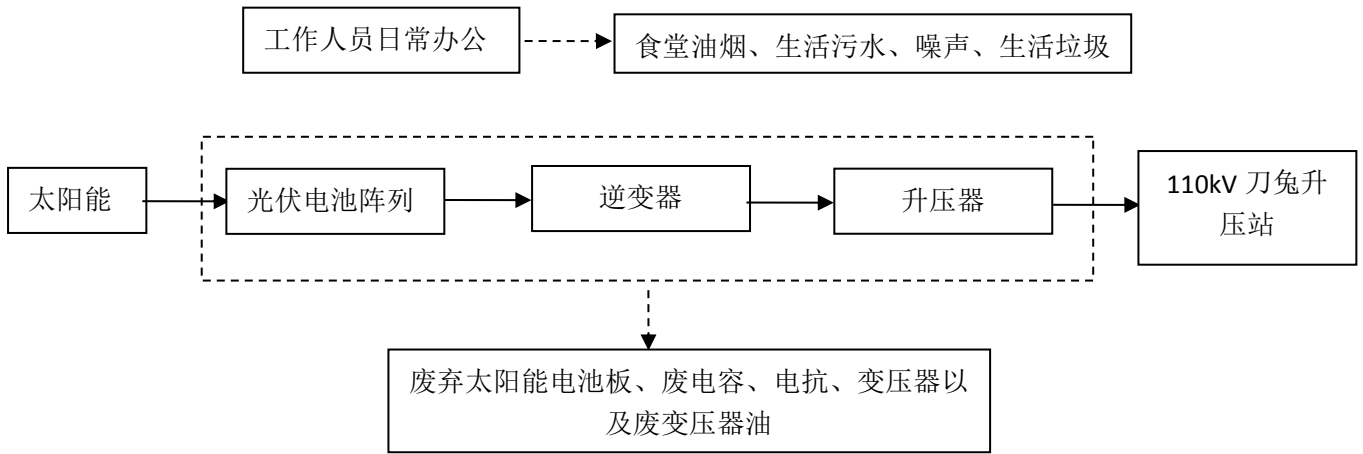 工作人员日常办公
食堂油烟、生活污水、噪声、生活垃圾
太阳能
光伏电池阵列
逆变器
升压器
110kV 刀兔升
压站
废弃太阳能电池板、废电容、电抗、变压器以
及废变压器油